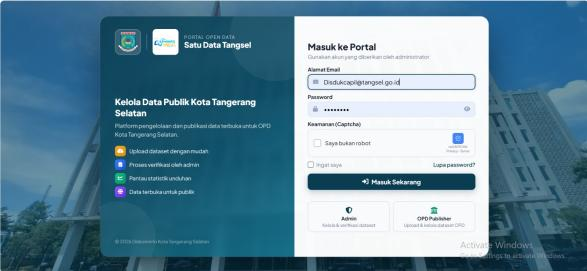 PORTAL OPEN DATA
Satu Data Tangsel
Kelola Data Publik Kota Tangerang
Selatan
Platform pengelolaan dan publikasi data terbuka untuk OPD
Kota Tangerang Selatan.
Upload dataset dengan mudah
Proses verifikasi oleh admin
Pantau statistik unduhan
Data terbuka untuk publik
© 2026 Diskominfo Kota Tangerang Selatan
Masuk ke Portal
Gunakan akun yang diberikan oleh administrator
Alamat Email
Disdukcapil@tangsel.go.id
Password
Keamanan (Captcha)
Saya bukan robot
reCAPTCHA
Privacy - Terms
Ingat saya
Lupa password?
Masuk Sekarang
Admin
Kelola & verifikasi dataset
OPD Publisher
Upload & kelola dataset OPD
Activate Windows
Go to Settings to activate Windows.